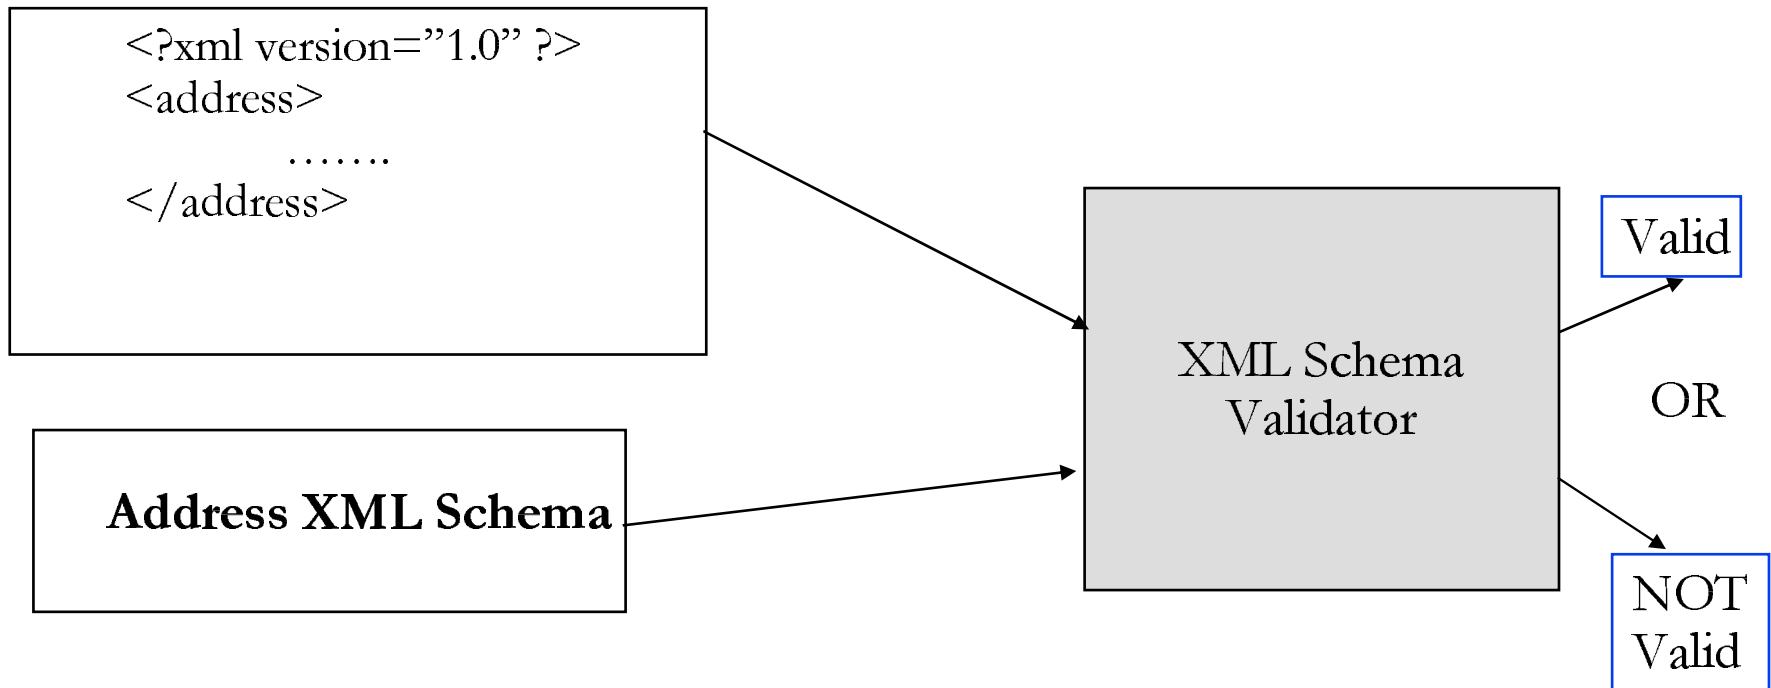 <?xml version=”1.0” ?>
<address>
…….
</address>
Address XML Schema
XML Schema
Validator
Valid
OR
NOT
Valid